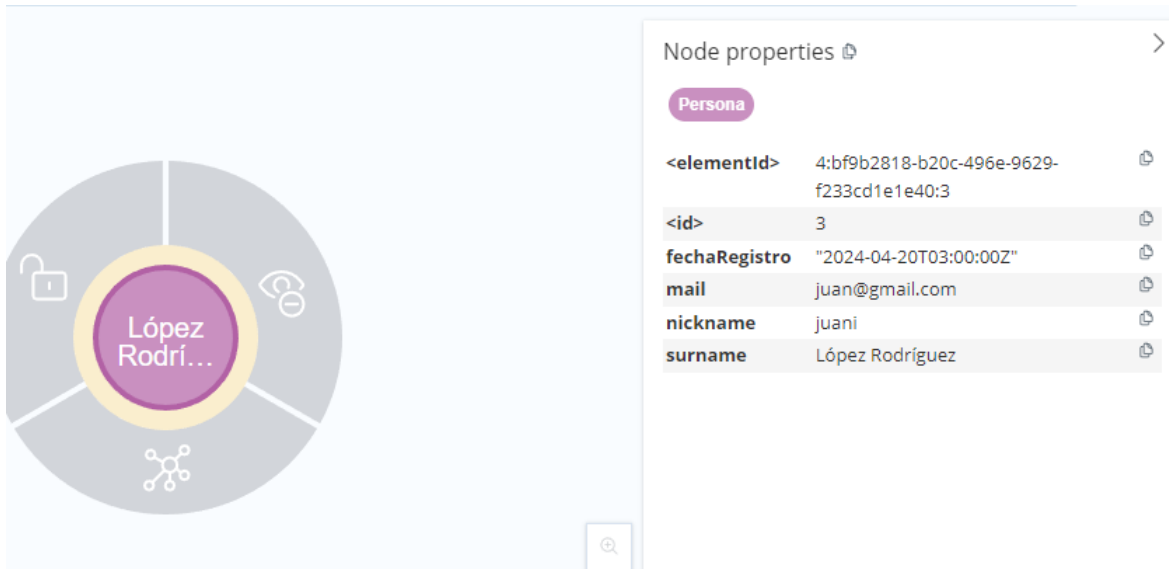 López
Rodrí...
Node properties
Persona
<elementId> 4:bf9b2818-b20c-496e-9629-
f233cd1e1e40:3
<id> 3
fechaRegistro "2024-04-20T03:00:00Z"
mail juan@gmail.com
nickname juani
surname López Rodríguez